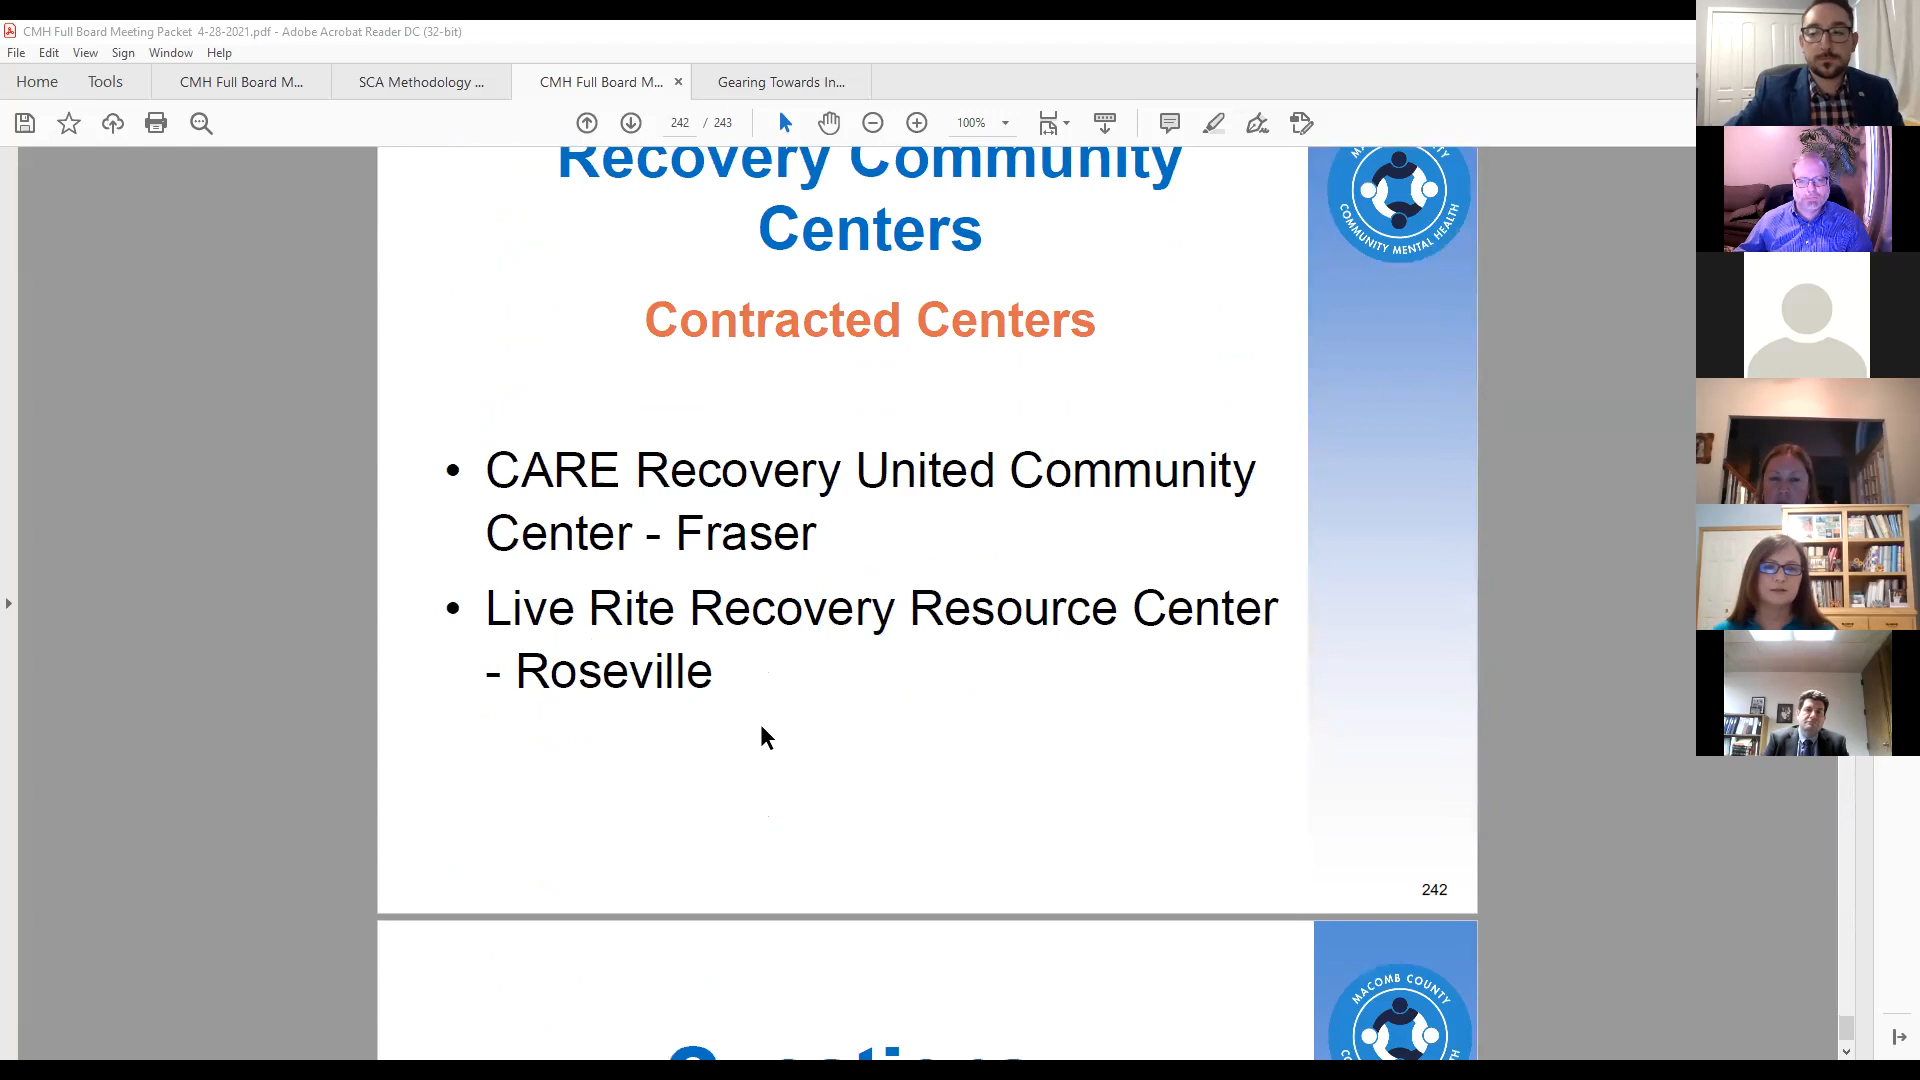 CMH Full Board Meeting Packet 4-28-2021.pdf - Adobe Acrobat Reader DC (32-bit)
File Edit View Sign Window Help
Home Tools CMH Full Board M... SCA Methodology ... CMH Full Board M... × Gearing Towards In...
242 / 243 100%
Recovery Community
Centers
COMMUNITY MENTAL HEALTH
Contracted Centers
• CARE Recovery United Community
Center - Fraser
• Live Rite Recovery Resource Center
- Roseville
242
MACOMB COUNTY
Questions